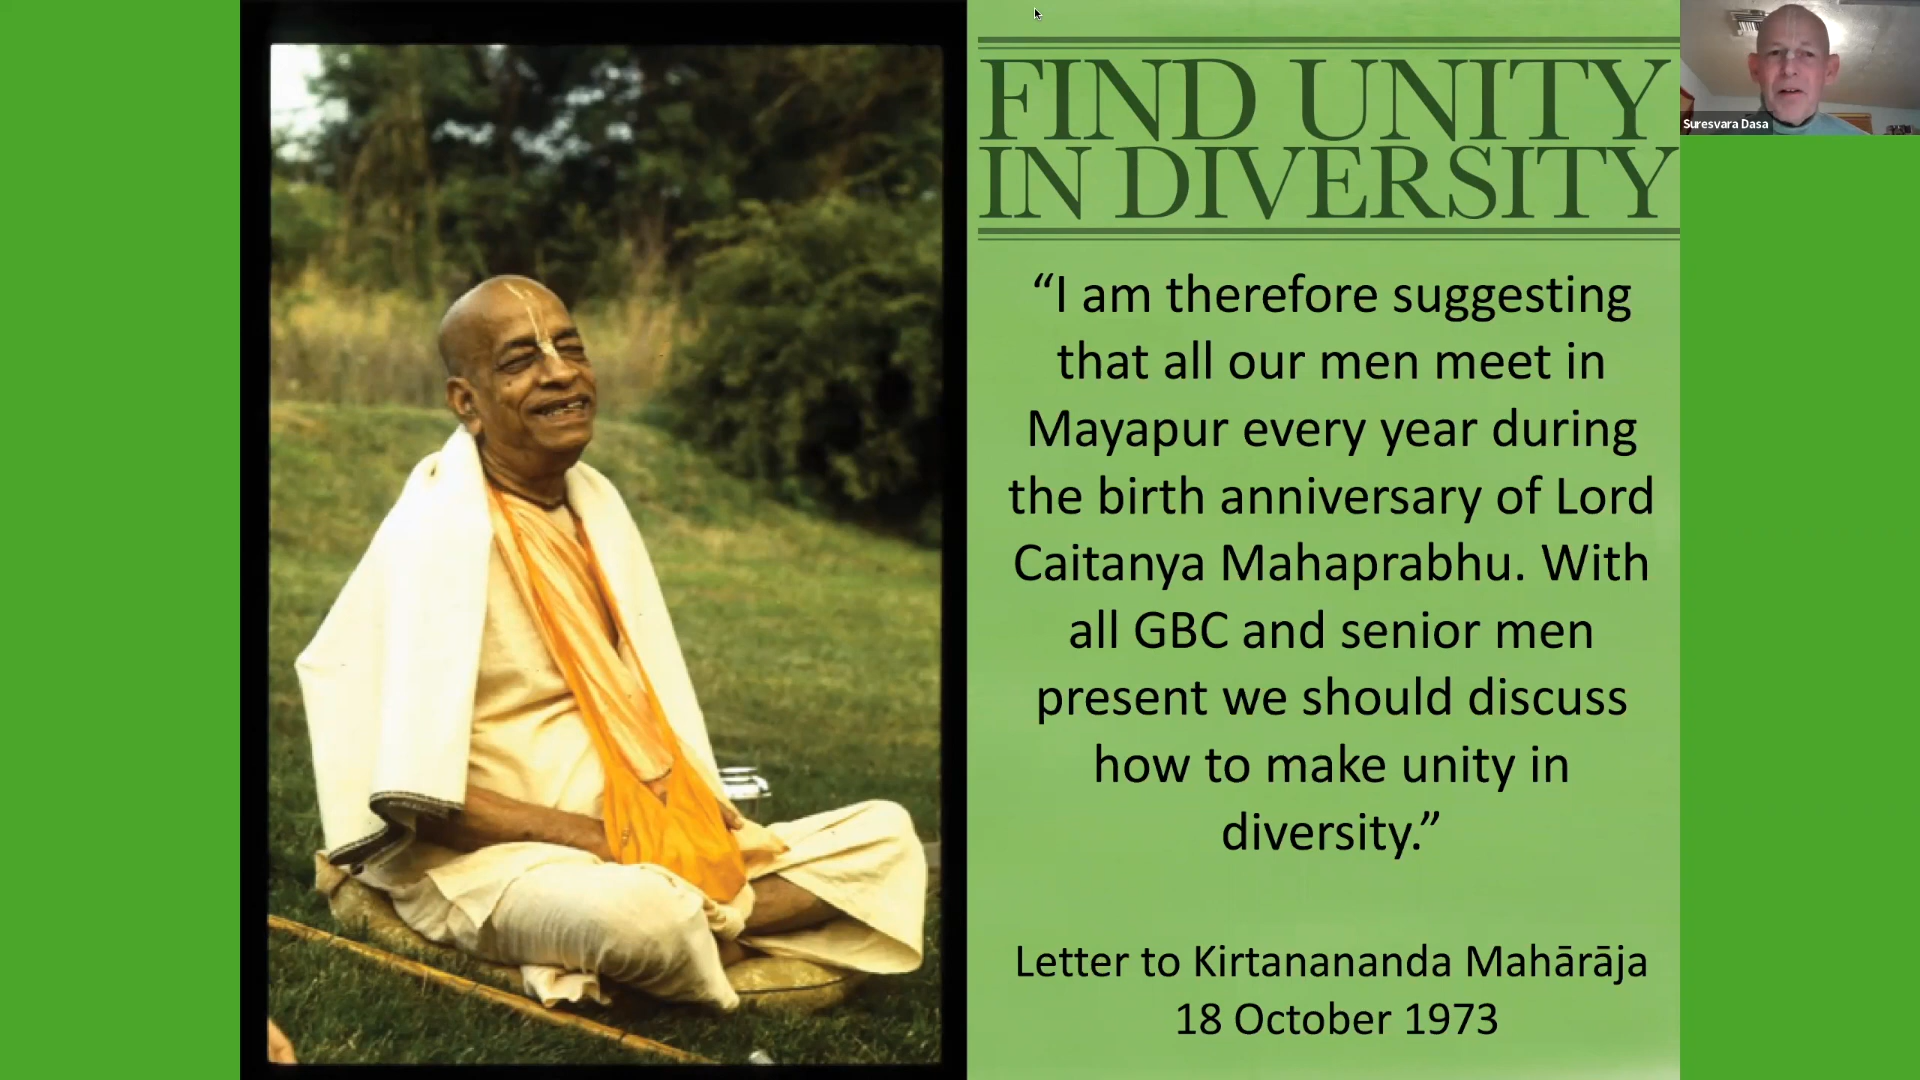 FIND UNITY
IN DIVERSITY
“I am therefore suggesting
that all our men meet in
Mayapur every year during
the birth anniversary of Lord
Caitanya Mahaprabhu. With
all GBC and senior men
present we should discuss
how to make unity in
diversity.”
Letter to Kirtanananda Mahārāja
18 October 1973
Suresvara Dasa